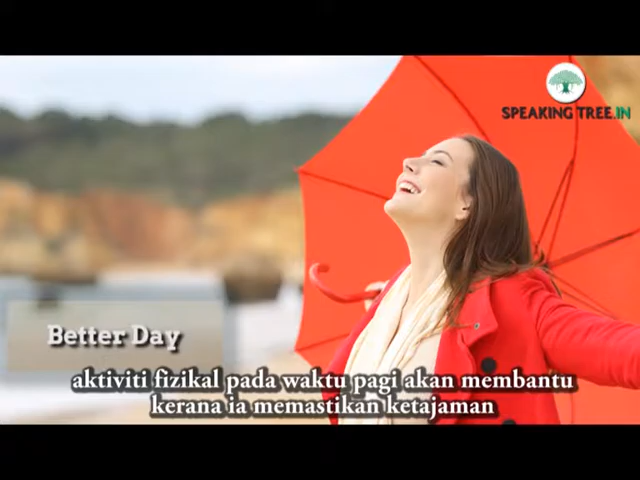 SPEAKING TREE.IN
Better Day
aktiviti fizikal pada waktu pagi akan membantu
kerana ia memastikan ketajaman